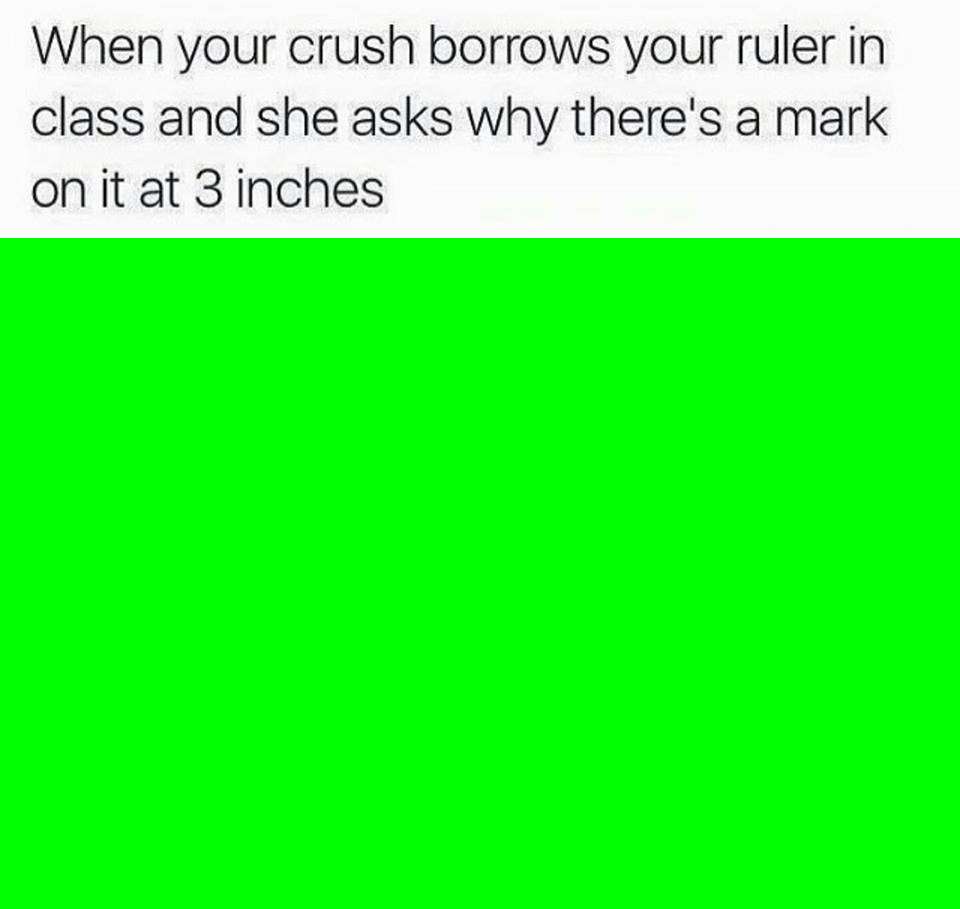 When your crush borrows your ruler in
class and she asks why there's a mark
on it at 3 inches